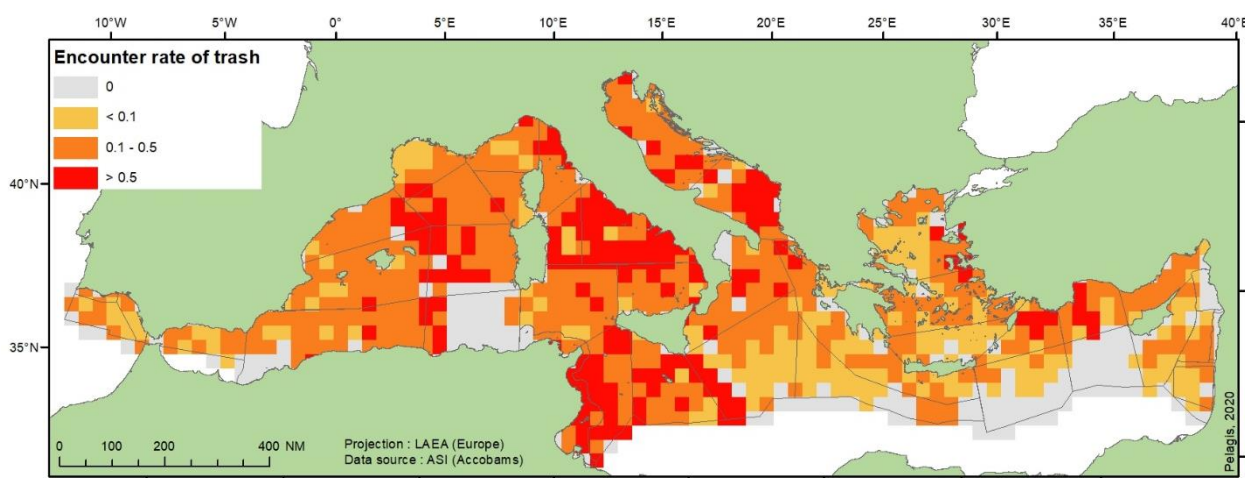 10°W 5°W 0° 5°E 10°E 15°E 20°E 25°E 30°E 35°E 40°E
Encounter rate of trash
0
< 0.1
0.1 - 0.5
> 0.5
40°N
35°N
0 100 200 400 NM
Projection : LAEA (Europe)
Data source : ASI (Accobams)
Pelagis, 2020